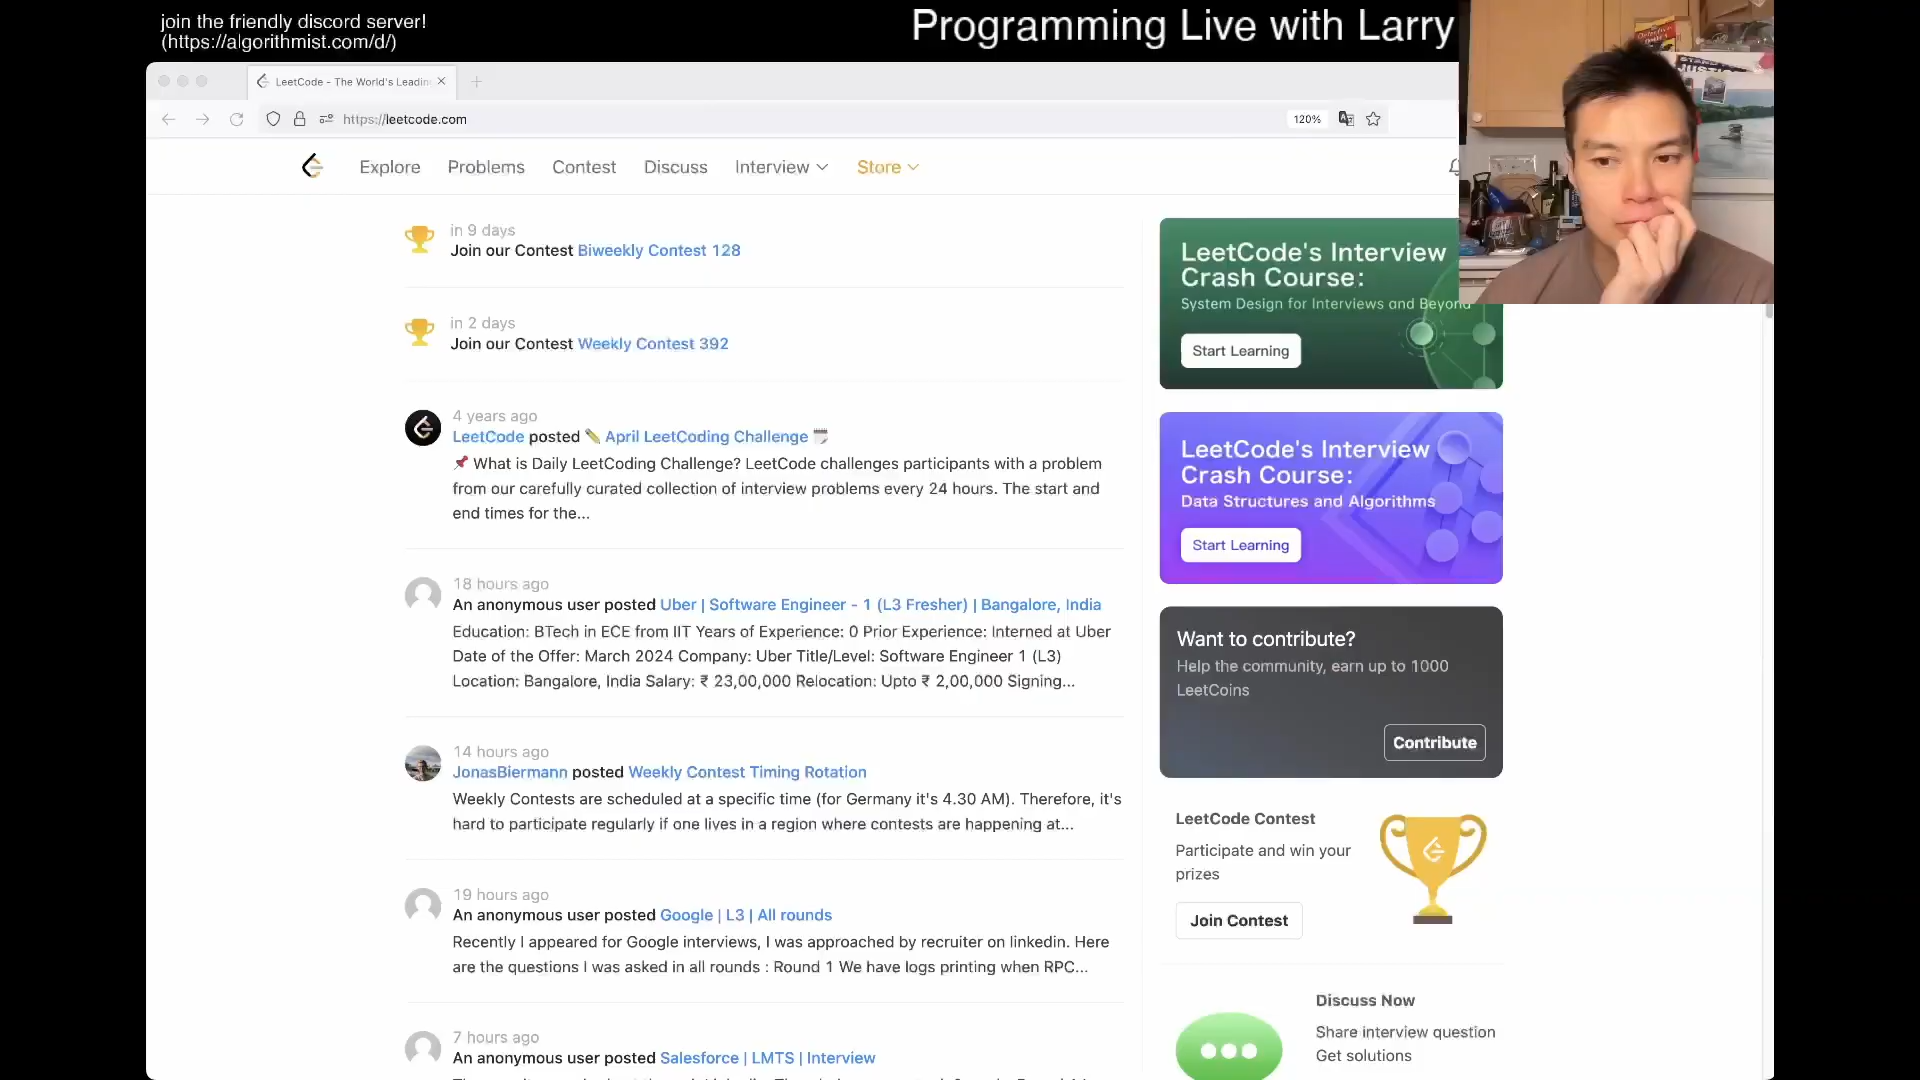 join the friendly discord server!
(https://algorithmist.com/d/)
Programming Live with Larry
LeetCode - The World's Leadin
https://leetcode.com
120%
Explore
Problems
Contest
Discuss
Interview
Store
in 9 days
Join our Contest Biweekly Contest 128
in 2 days
Join our Contest Weekly Contest 392
4 years ago
LeetCode posted ✏️ April LeetCoding Challenge 🗓️
📌 What is Daily LeetCoding Challenge? LeetCode challenges participants with a problem
from our carefully curated collection of interview problems every 24 hours. The start and
end times for the...
18 hours ago
An anonymous user posted Uber | Software Engineer - 1 (L3 Fresher) | Bangalore, India
Education: BTech in ECE from IIT Years of Experience: 0 Prior Experience: Interned at Uber
Date of the Offer: March 2024 Company: Uber Title/Level: Software Engineer 1 (L3)
Location: Bangalore, India Salary: ₹ 23,00,000 Relocation: Upto ₹ 2,00,000 Signing...
14 hours ago
JonasBiermann posted Weekly Contest Timing Rotation
Weekly Contests are scheduled at a specific time (for Germany it's 4.30 AM). Therefore, it's
hard to participate regularly if one lives in a region where contests are happening at...
19 hours ago
An anonymous user posted Google | L3 | All rounds
Recently I appeared for Google interviews, I was approached by recruiter on linkedin. Here
are the questions I was asked in all rounds : Round 1 We have logs printing when RPC...
7 hours ago
An anonymous user posted Salesforce | LMTS | Interview
LeetCode's Interview
Crash Course:
System Design for Interviews and Beyond
Start Learning
LeetCode's Interview
Crash Course:
Data Structures and Algorithms
Start Learning
Want to contribute?
Help the community, earn up to 1000
LeetCoins
Contribute
LeetCode Contest
Participate and win your
prizes
Join Contest
Discuss Now
Share interview question
Get solutions